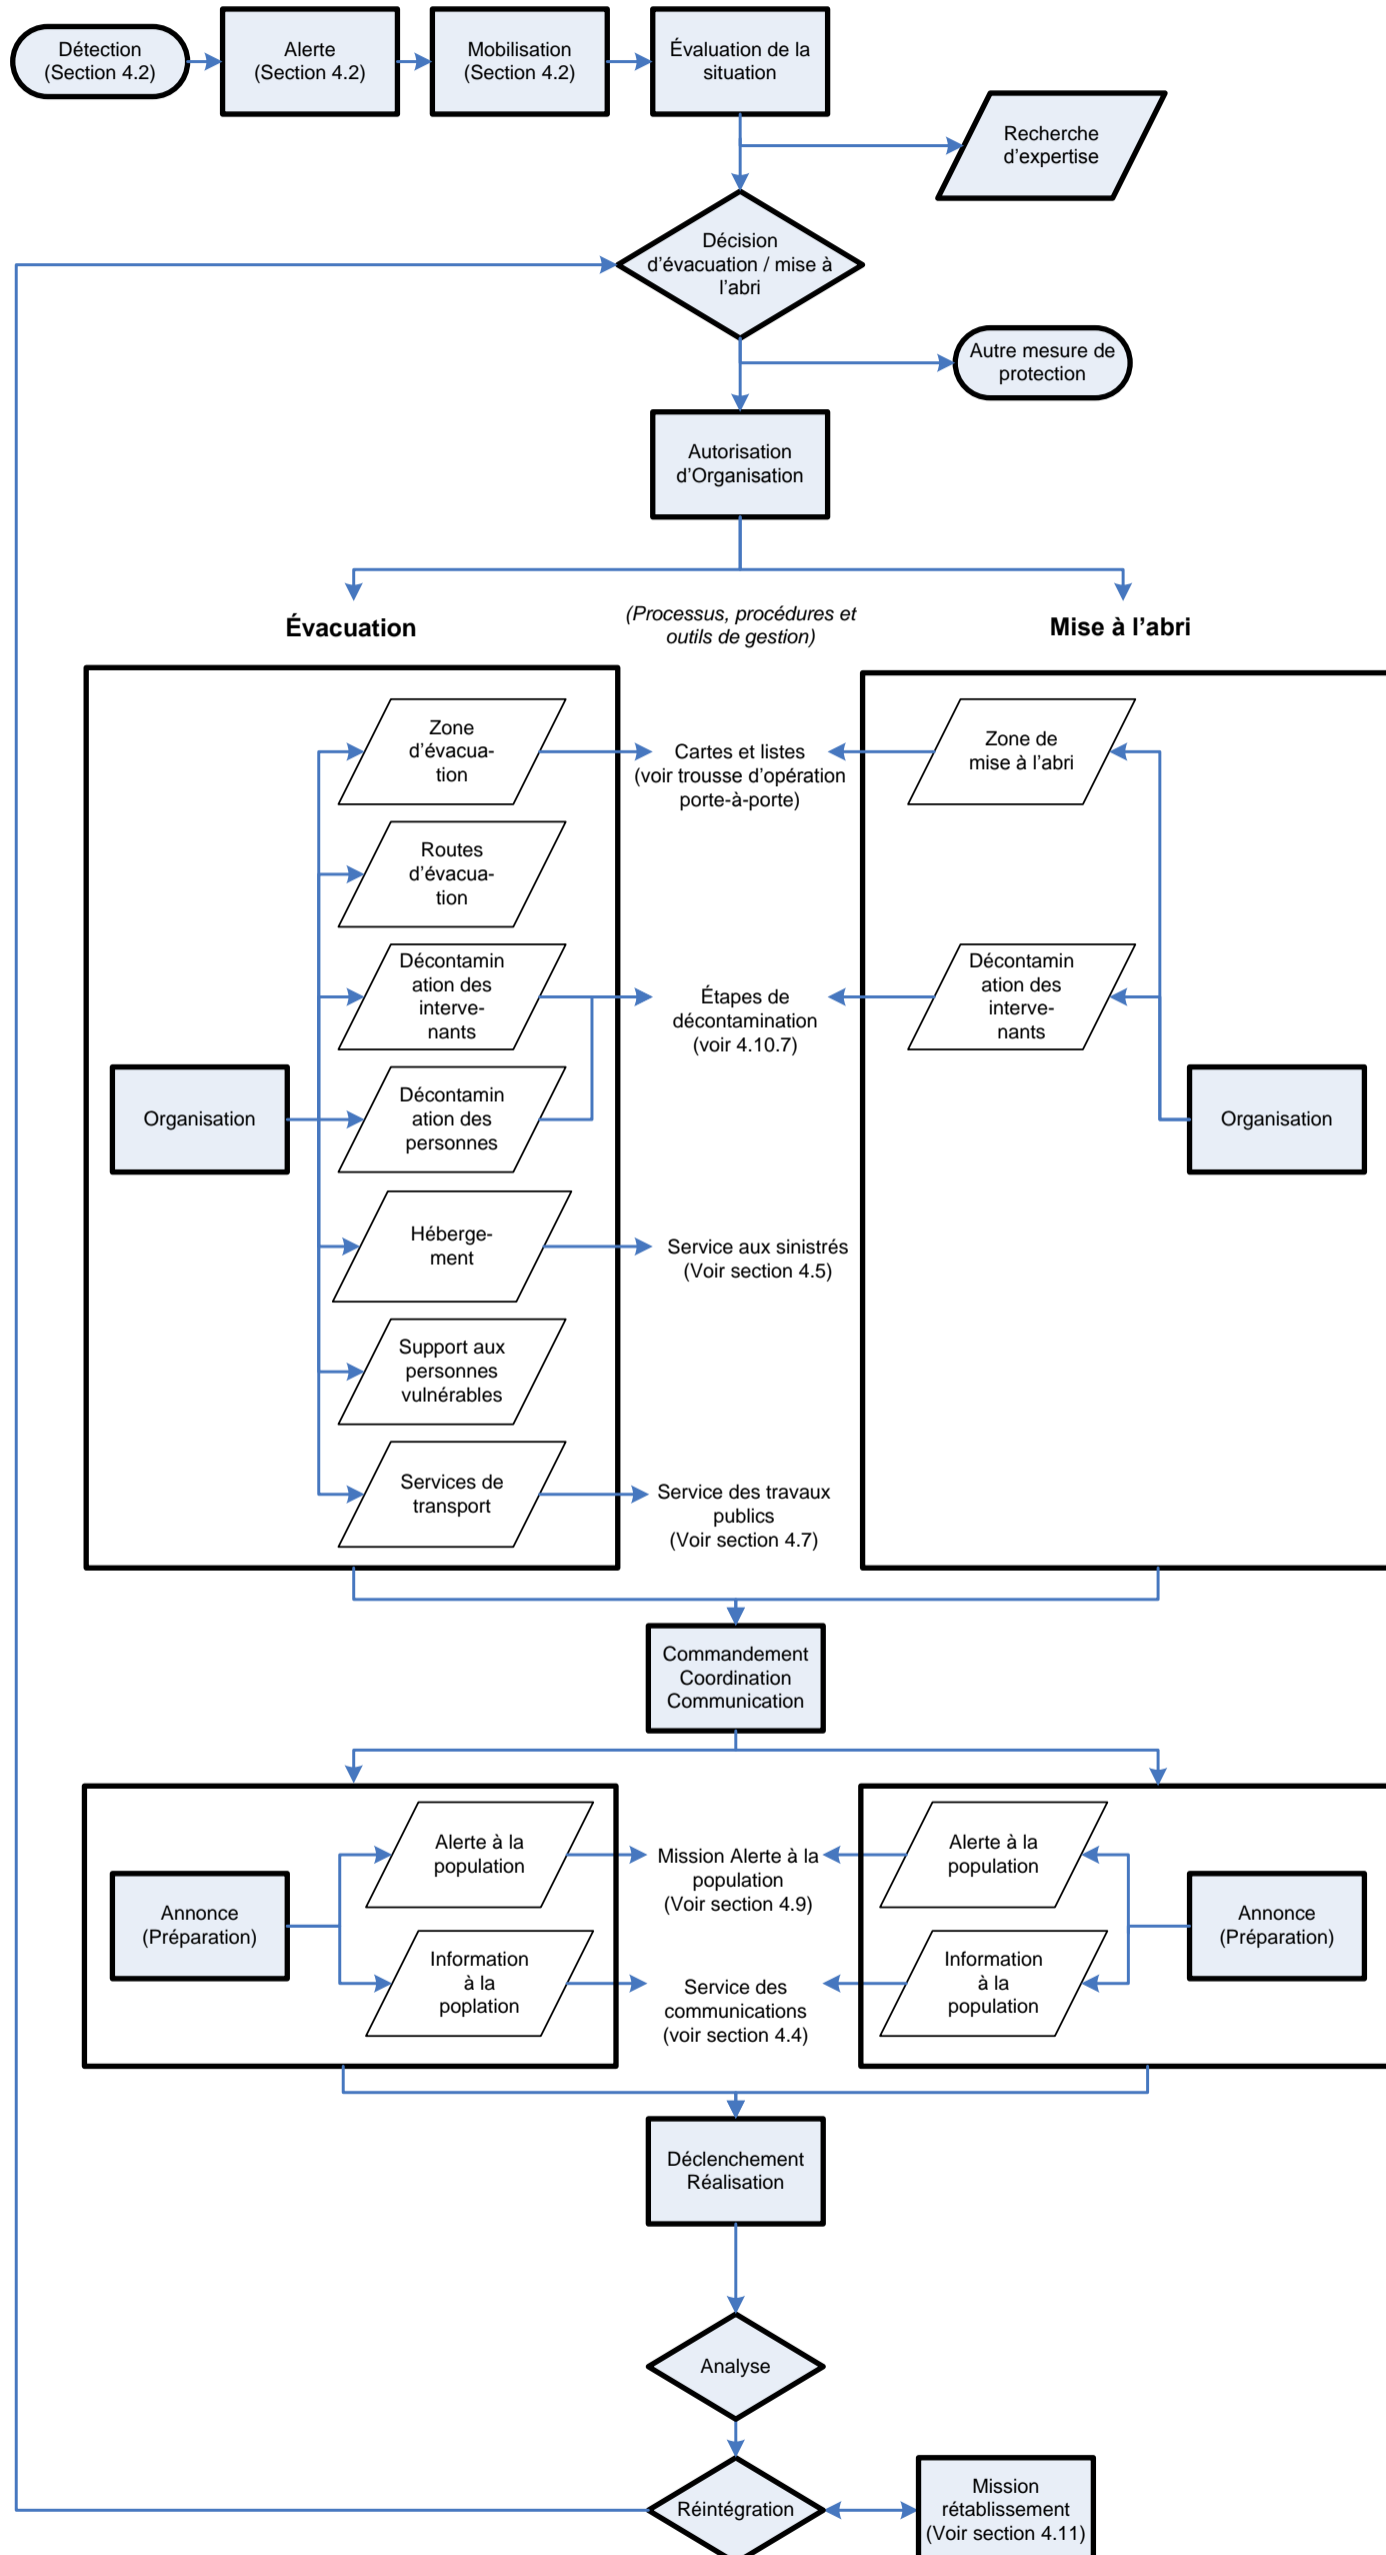 Détection
(Section 4.2)
Alerte
(Section 4.2)
Mobilisation
(Section 4.2)
Évaluation de la
situation
Recherche
d'expertise
Décision
d'évacuation / mise à
l'abri
Autre mesure de
protection
Autorisation
d'Organisation
Évacuation
(Processus, procédures et
outils de gestion)
Mise à l'abri
Zone
d'évacua-
tion
Cartes et listes
(voir trousse d'opération
porte-à-porte)
Zone de
mise à l'abri
Routes
d'évacua-
tion
Décontamin
ation des
interve-
nants
Étapes de
décontamination
(voir 4.10.7)
Décontamin
ation des
interve-
nants
Organisation
Décontamin
ation des
personnes
Organisation
Héberge-
ment
Service aux sinistrés
(Voir section 4.5)
Support aux
personnes
vulnérables
Services de
transport
Service des travaux
publics
(Voir section 4.7)
Commandement
Coordination
Communication
Alerte à la
population
Mission Alerte à la
population
(Voir section 4.9)
Alerte à la
population
Annonce
(Préparation)
Annonce
(Préparation)
Information
à la
poplation
Service des
communications
(voir section 4.4)
Information
à la
population
Déclenchement
Réalisation
Analyse
Réintégration
Mission
rétablissement
(Voir section 4.11)